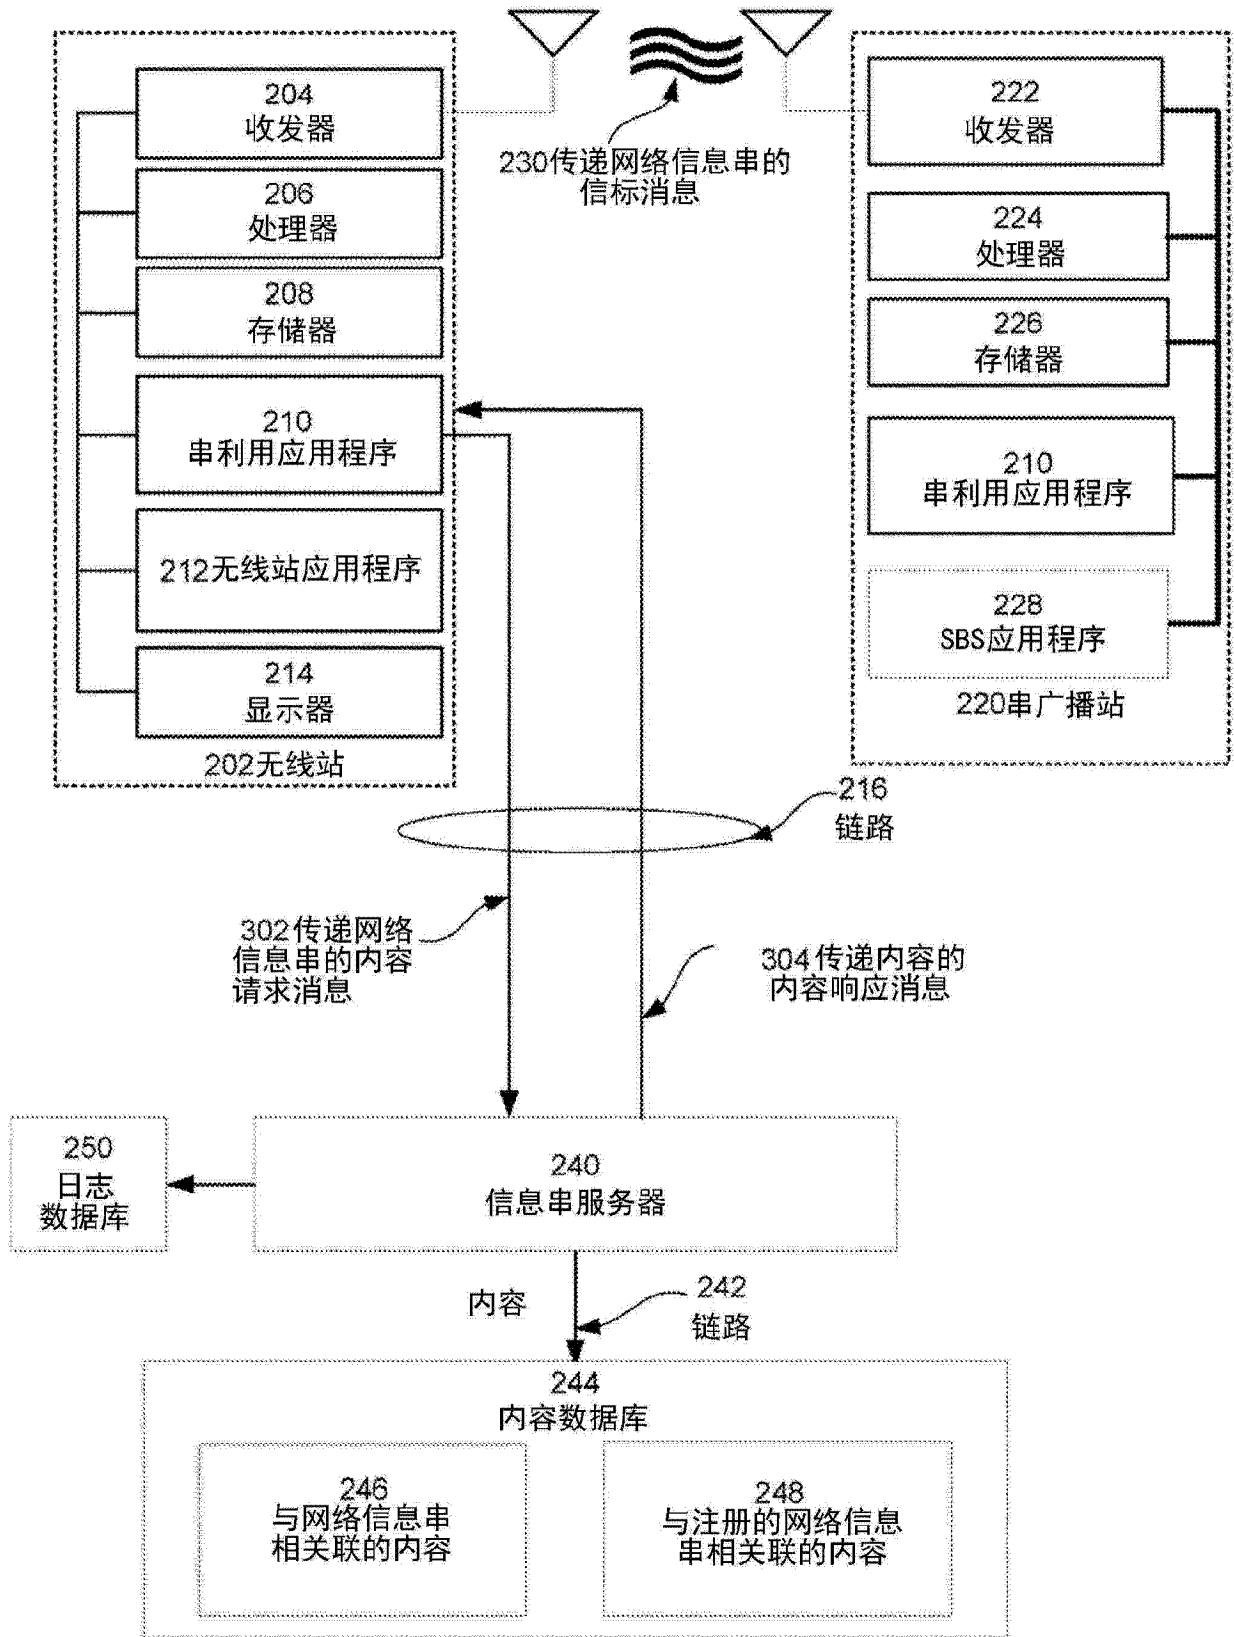 204
收发器
206
处理器
208
存储器
210
串利用应用程序
212无线站应用程序
214
显示器
202无线站
230传递网络信息串的
信标消息
222
收发器
224
处理器
226
存储器
210
串利用应用程序
228
SBS应用程序
220串广播站
216
链路
302传递网络
信息串的内容
请求消息
304传递内容的
内容响应消息
250
日志
数据库
240
信息串服务器
内容
242
链路
244
内容数据库
246
与网络信息串
相关联的内容
248
与注册的网络信息
串相关联的内容